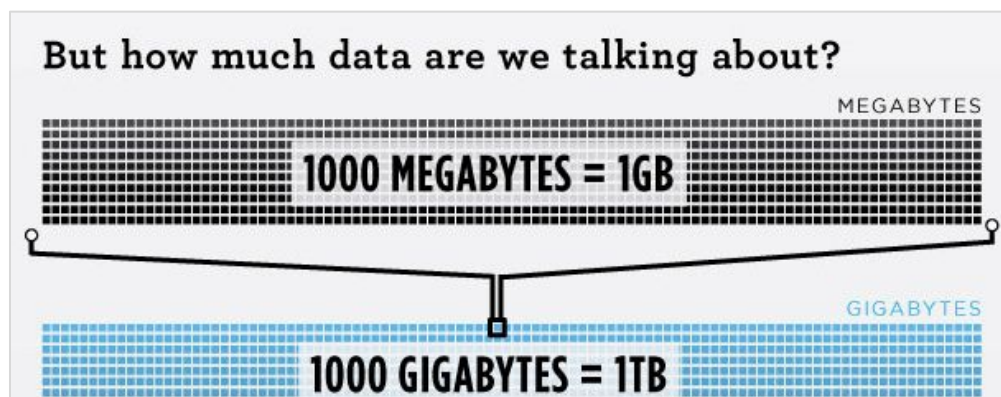 But how much data are we talking about?
MEGABYTES
1000 MEGABYTES = 1GB
GIGABYTES
1000 GIGABYTES = 1TB